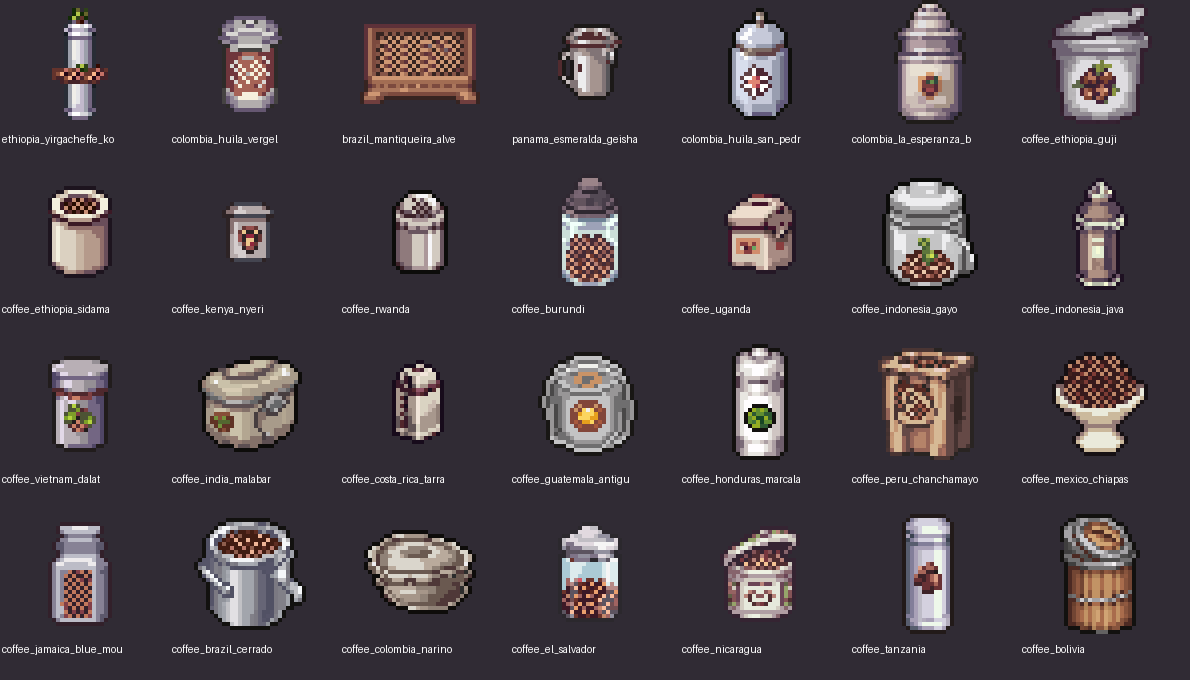 ethiopia_yirgacheffe_ko
colombia_huila_vergel
brazil_mantiqueira_alve
panama_esmeralda_geisha
colombia_huila_san_pedr
colombia_la_esperanza_b
coffee_ethiopia_guji
coffee_ethiopia_sidama
coffee_kenya_nyeri
coffee_rwanda
coffee_burundi
coffee_uganda
coffee_indonesia_gayo
coffee_indonesia_java
coffee_vietnam_dalat
coffee_india_malabar
coffee_costa_rica_tarra
coffee_guatemala_antigu
coffee_honduras_marcala
coffee_peru_chanchamayo
coffee_mexico_chiapas
coffee_jamaica_blue_mou
coffee_brazil_cerrado
coffee_colombia_narino
coffee_el_salvador
coffee_nicaragua
coffee_tanzania
coffee_bolivia